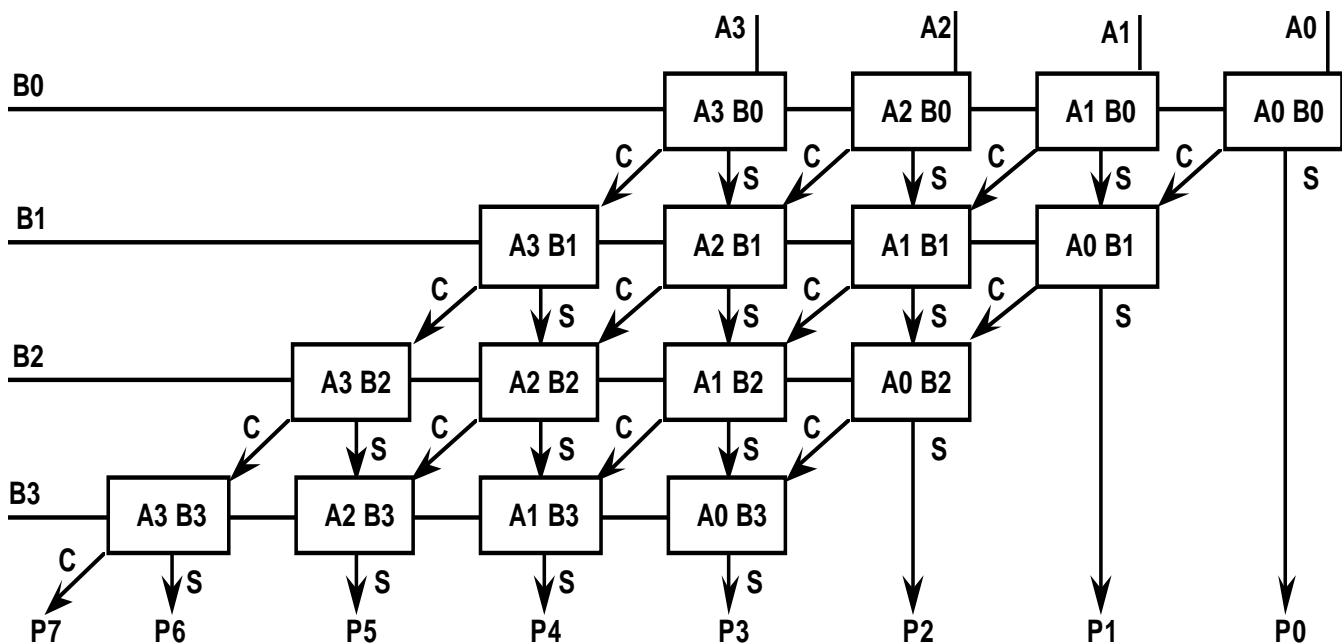 A3 A2 A1 A0
B0
A3 B0 A2 B0 A1 B0 A0 B0
C S C S C S C S
B1
A3 B1 A2 B1 A1 B1 A0 B1
C S C S C S C S
B2
A3 B2 A2 B2 A1 B2 A0 B2
C S C S C S C S
B3
A3 B3 A2 B3 A1 B3 A0 B3
C S S S S
P7 P6 P5 P4 P3 P2 P1 P0